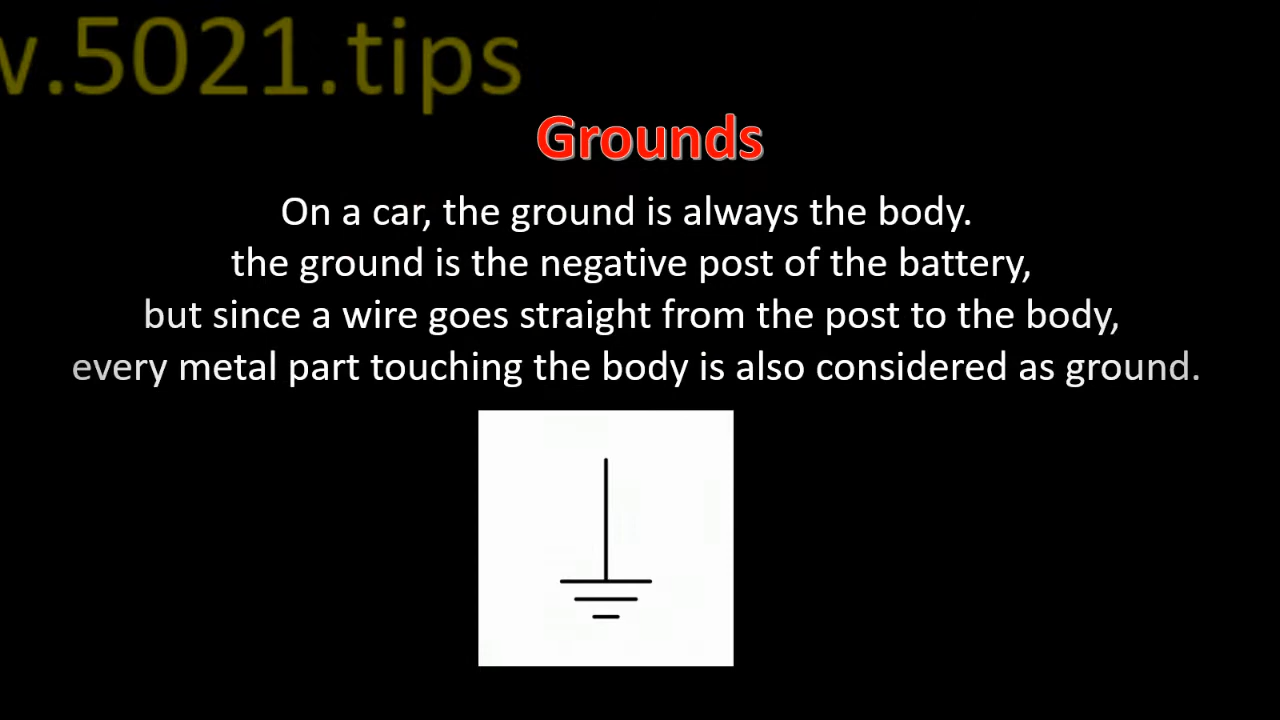 w.5021.tips
Grounds
On a car, the ground is always the body.
the ground is the negative post of the battery,
but since a wire goes straight from the post to the body,
every metal part touching the body is also considered as ground.